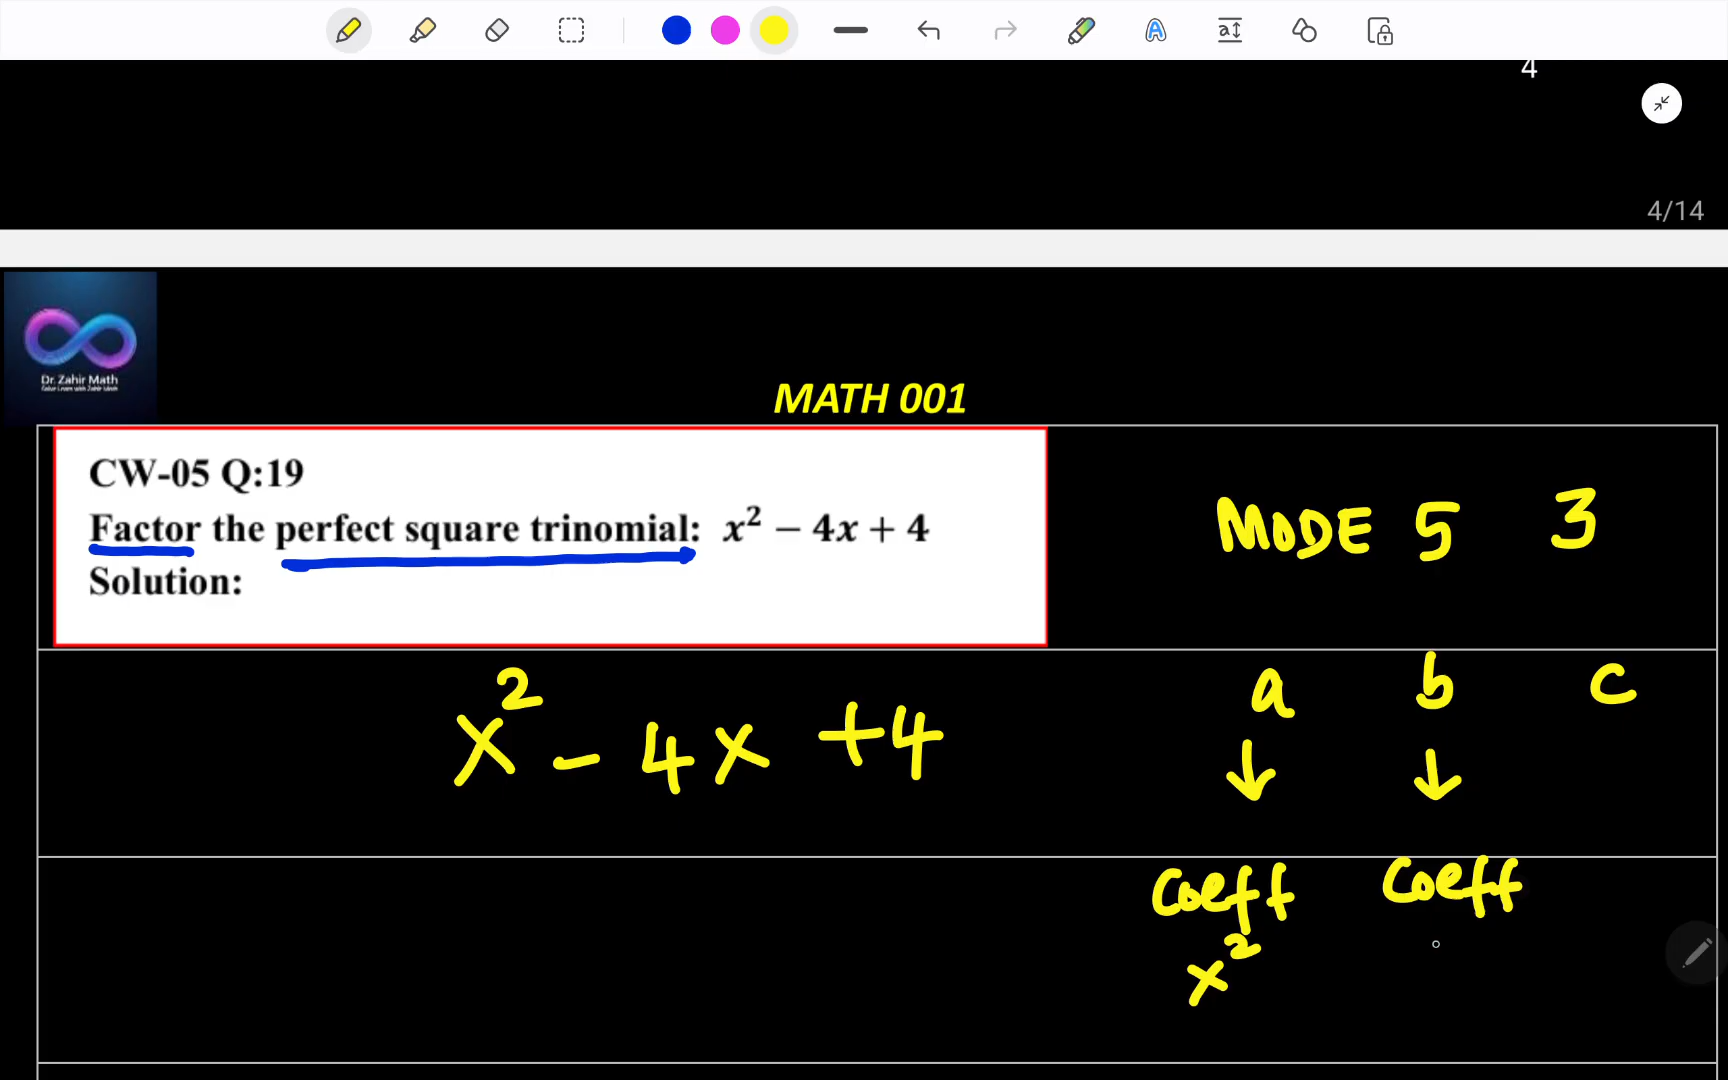 4
4/14
Dr. Zahir Math
MATH 001
CW-05 Q:19
Factor the perfect square trinomial: x² − 4x + 4
Solution:
MODE 5 3
x² - 4x + 4
a b c
↓ ↓
Coeff Coeff
x²